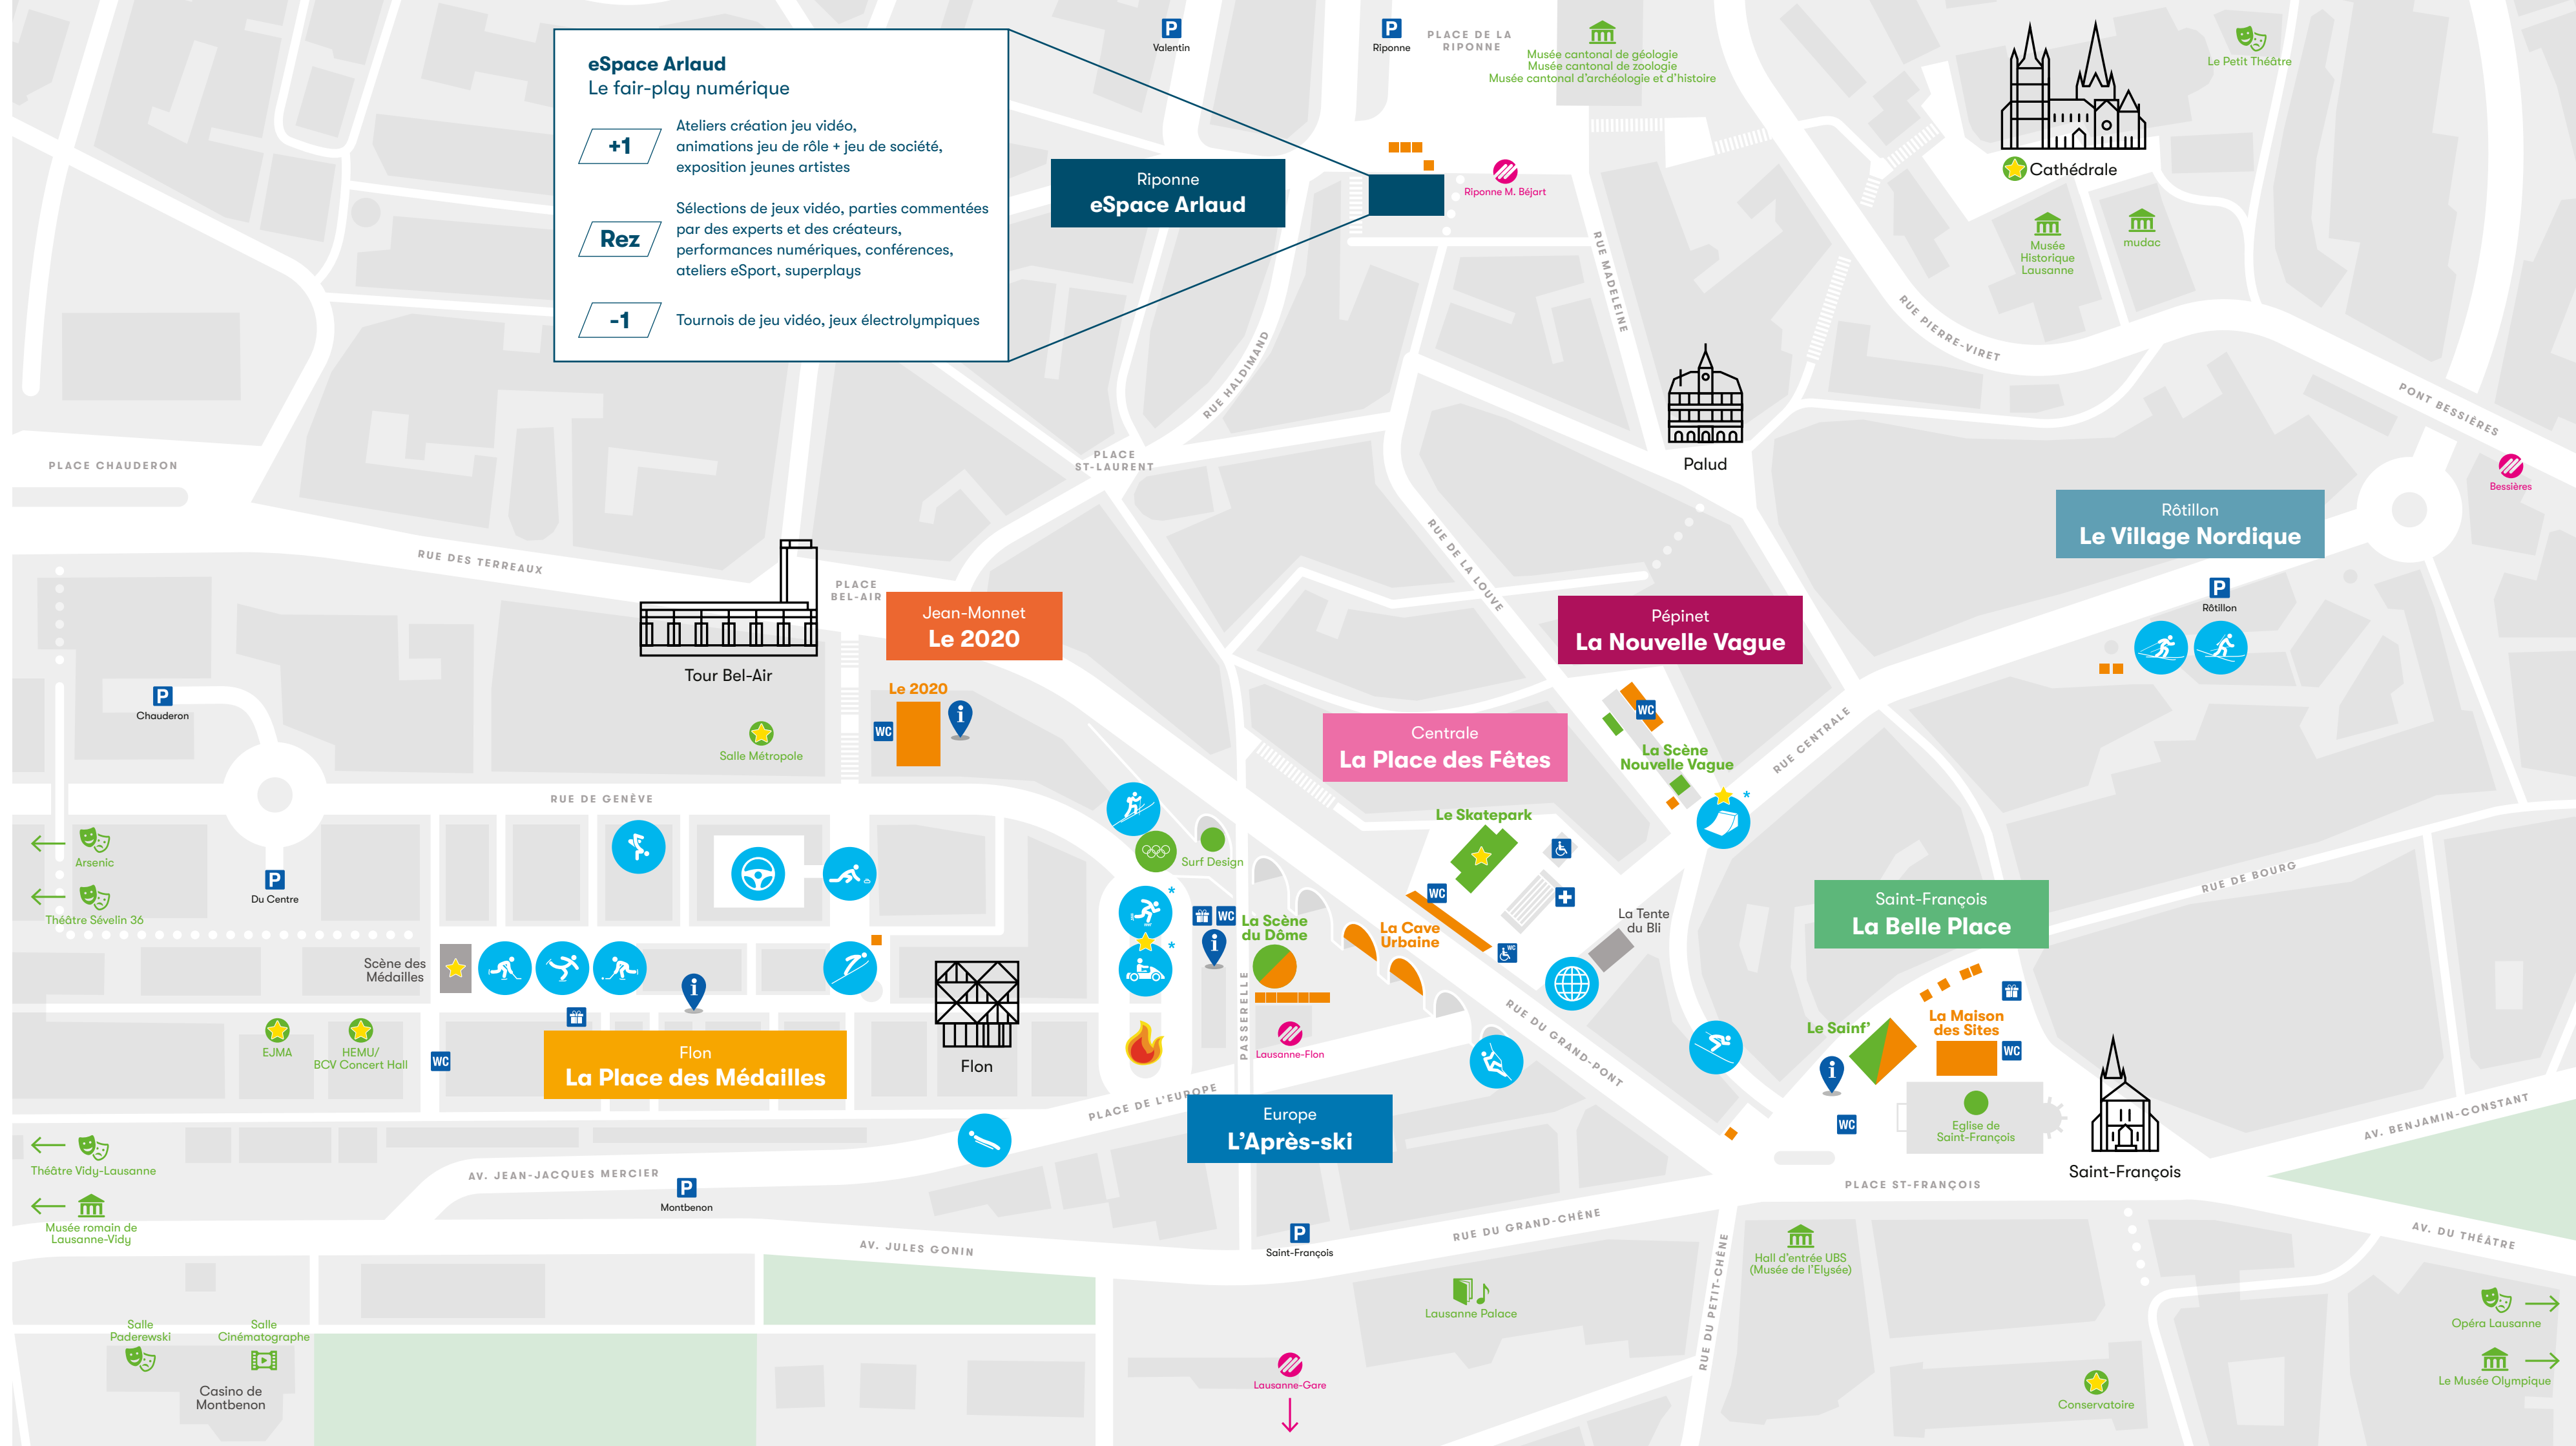 eSpace Arlaud
Le fair-play numérique
+1
Ateliers création jeu vidéo,
animations jeu de rôle + jeu de société,
exposition jeunes artistes
Rez
Sélections de jeux vidéo, parties commentées
par des experts et des créateurs,
performances numériques, conférences,
ateliers eSport, superplays
-1
Tournois de jeu vidéo, jeux électrolympiques
P
Valentin
P
Riponne
PLACE DE LA
RIPONNE
Musée cantonal de géologie
Musée cantonal de zoologie
Musée cantonal d'archéologie et d'histoire
Le Petit Théâtre
Cathédrale
Riponne
eSpace Arlaud
Riponne M. Béjart
Musée
Historique
Lausanne
mudac
RUE MADELEINE
RUE PIERRE-VIRET
RUE HALDIMAND
PONT BESSIÈRES
Bessières
Palud
PLACE
ST-LAURENT
PLACE CHAUDERON
RUE DES TERREAUX
RUE DE LA LOUVE
Rôtillon
Le Village Nordique
P
Rôtillon
PLACE
BEL-AIR
Tour Bel-Air
Jean-Monnet
Le 2020
Le 2020
WC
i
Pépinet
La Nouvelle Vague
WC
La Scène
Nouvelle Vague
*
RUE CENTRALE
P
Chauderon
Salle Métropole
Centrale
La Place des Fêtes
Le Skatepark
RUE DE GENÈVE
Surf Design
Arsenic
Théâtre Sévelin 36
P
Du Centre
*
*
WC
i
La Scène
du Dôme
La Cave
Urbaine
WC
WC
La Tente
du Bli
RUE DE BOURG
Saint-François
La Belle Place
Scène des
Médailles
i
PASSERELLE
Flon
Lausanne-Flon
RUE DU GRAND-PONT
Le Sainf'
La Maison
des Sites
WC
i
WC
Eglise de
Saint-François
Saint-François
EJMA
HEMU/
BCV Concert Hall
WC
Flon
La Place des Médailles
PLACE DE L'EUROPE
Europe
L'Après-ski
AV. BENJAMIN-CONSTANT
Théâtre Vidy-Lausanne
Musée romain de
Lausanne-Vidy
AV. JEAN-JACQUES MERCIER
P
Montbenon
PLACE ST-FRANÇOIS
AV. JULES GONIN
P
Saint-François
RUE DU GRAND-CHÊNE
RUE DU PETIT-CHÊNE
Hall d'entrée UBS
(Musée de l'Elysée)
AV. DU THÉÂTRE
Lausanne Palace
Opéra Lausanne
Le Musée Olympique
Salle
Paderewski
Salle
Cinématographe
Casino de
Montbenon
Lausanne-Gare
Conservatoire